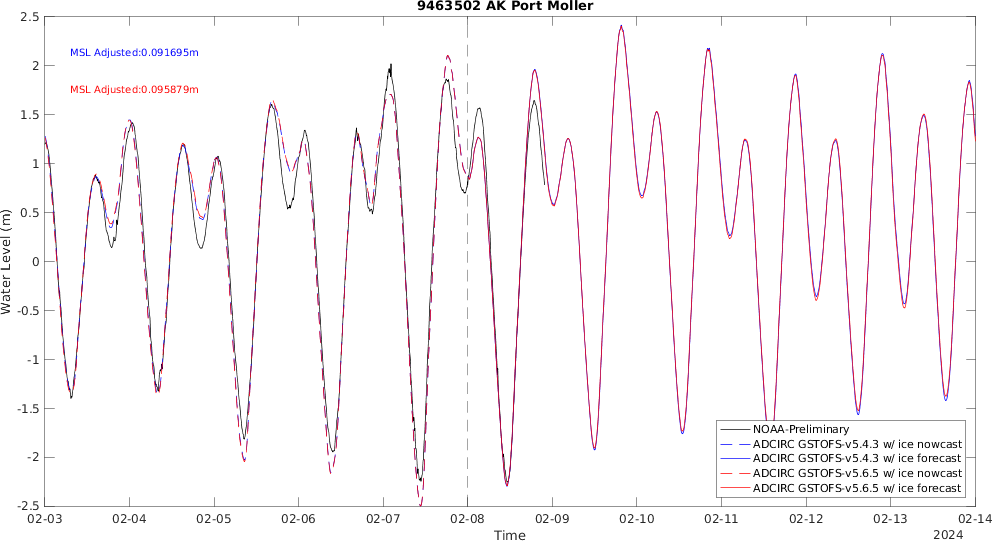 9463502 AK Port Moller
MSL Adjusted:0.091695m
MSL Adjusted:0.095879m
Water Level (m)
2.5
2
1.5
1
0.5
0
-0.5
-1
-1.5
-2
-2.5
NOAA-Preliminary
ADCIRC GSTOFS-v5.4.3 w/ ice nowcast
ADCIRC GSTOFS-v5.4.3 w/ ice forecast
ADCIRC GSTOFS-v5.6.5 w/ ice nowcast
ADCIRC GSTOFS-v5.6.5 w/ ice forecast
02-03 02-04 02-05 02-06 02-07 02-08 02-09 02-10 02-11 02-12 02-13 02-14
Time
2024